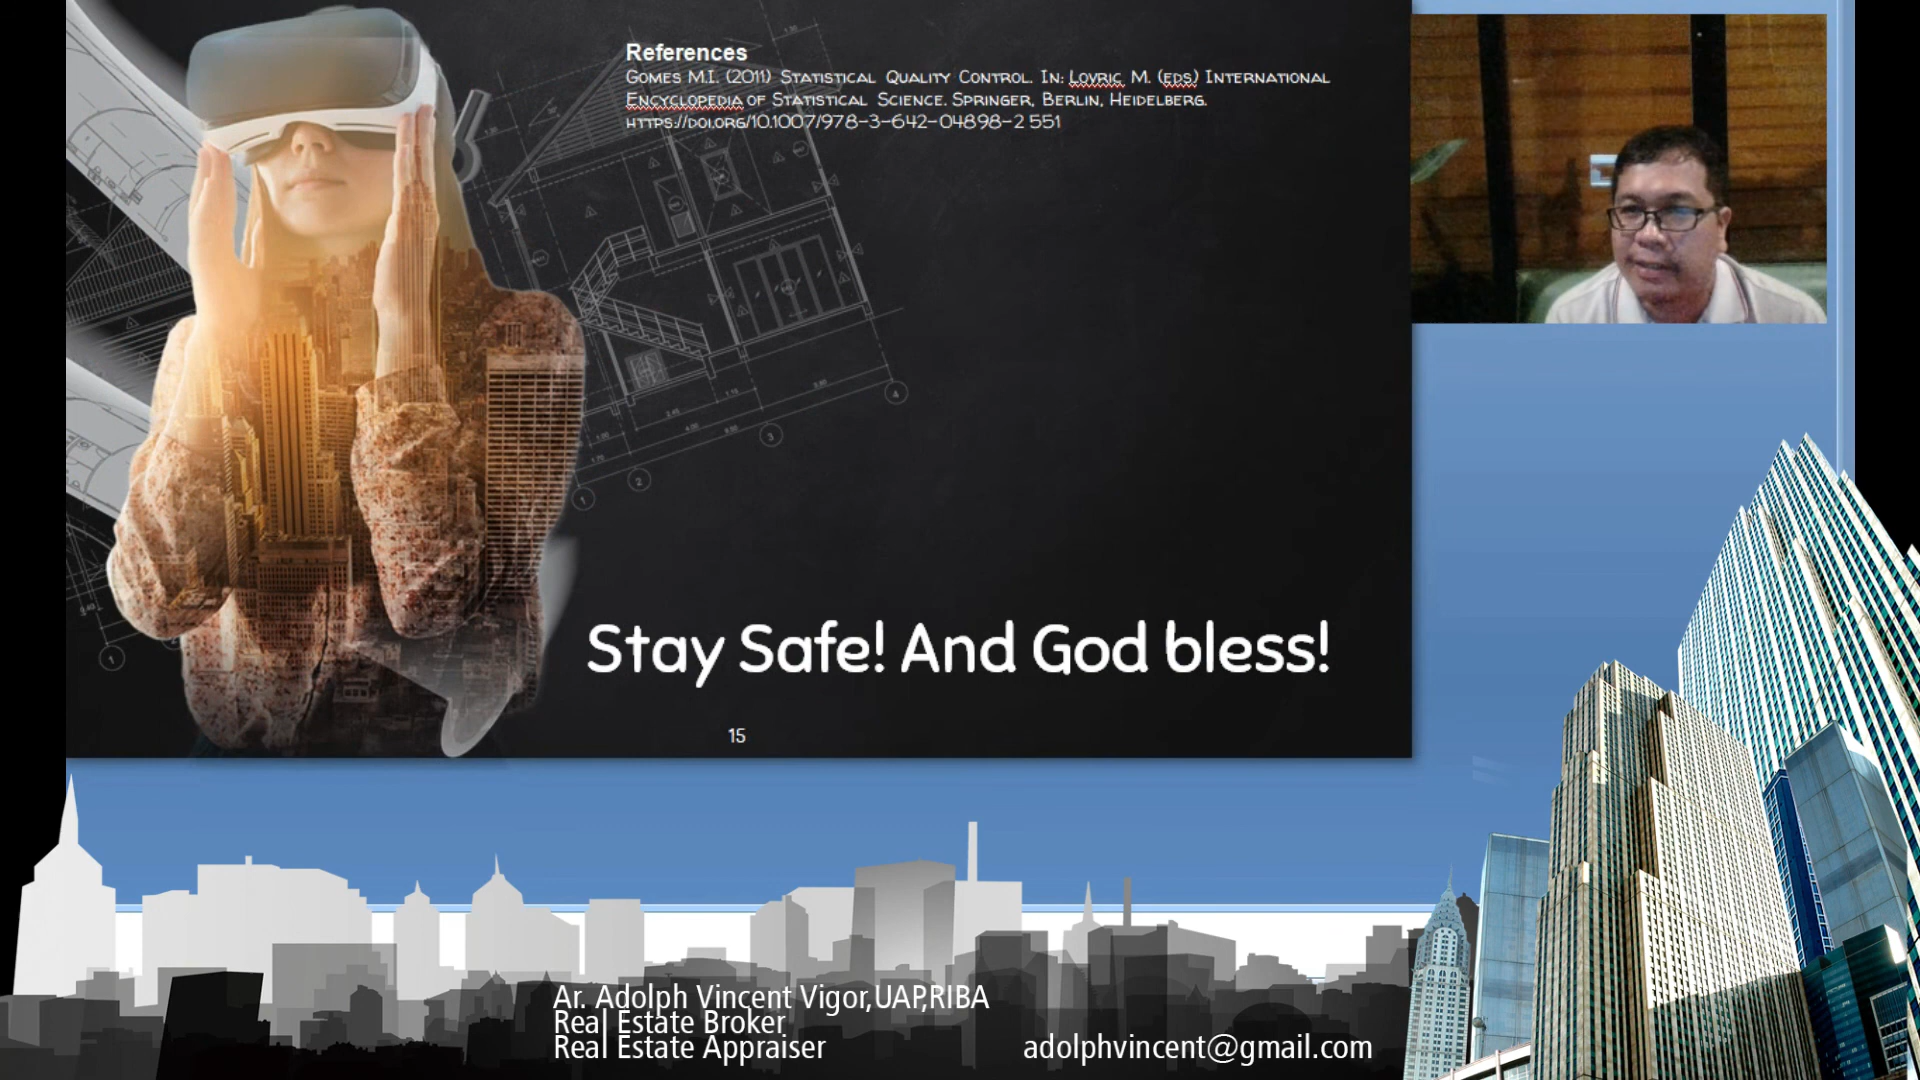 References
Gomes M.I. (2011) Statistical Quality Control. In: Lovric M. (eds) International
Encyclopedia of Statistical Science. Springer, Berlin, Heidelberg.
https://doi.org/10.1007/978-3-642-04898-2 551
Stay Safe! And God bless!
15
Ar. Adolph Vincent Vigor,UAP,RIBA
Real Estate Broker
Real Estate Appraiser
adolphvincent@gmail.com